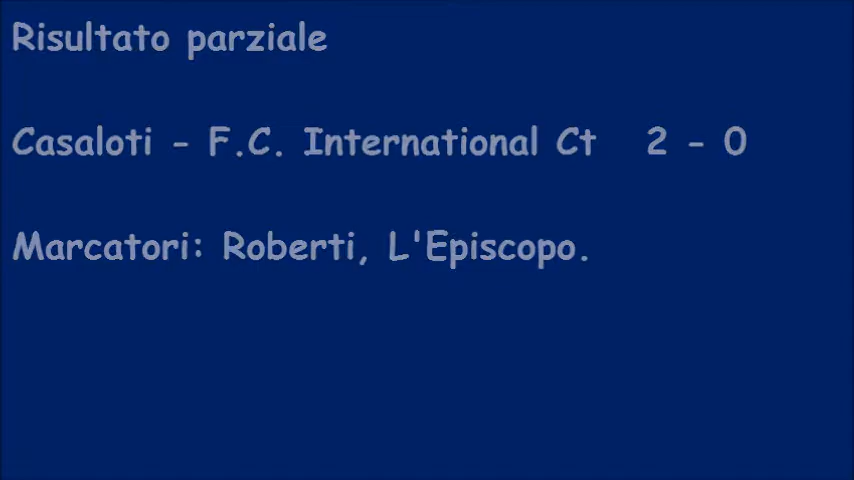 Risultato parziale
Casaloti - F.C. International Ct 2 - 0
Marcatori: Roberti, L'Episcopo.